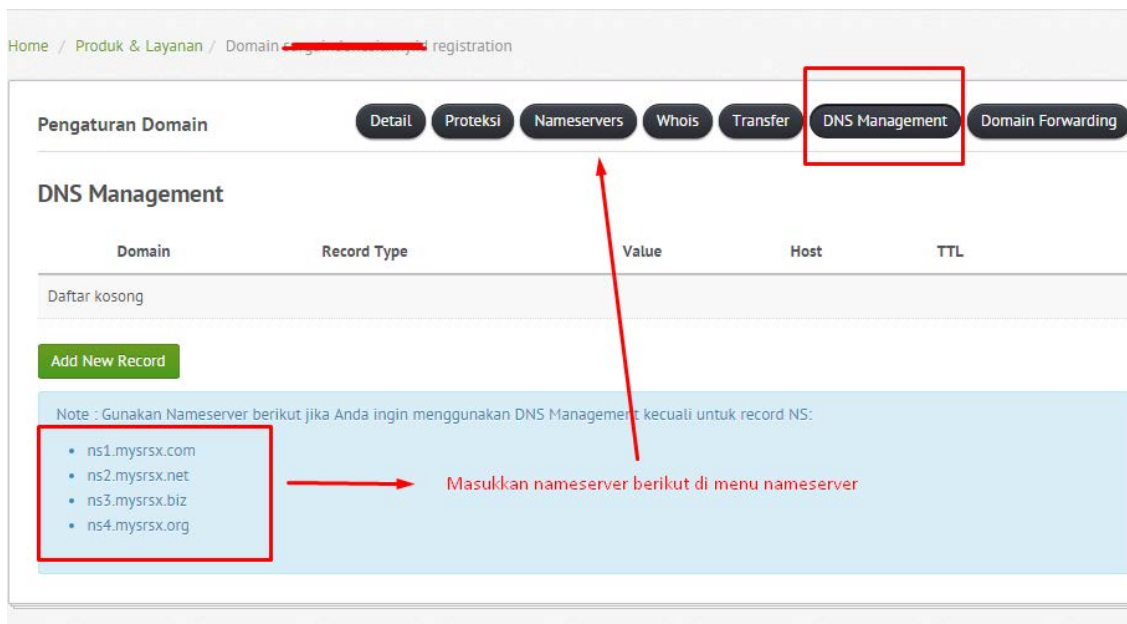 Home / Produk & Layanan / Domain registration
Pengaturan Domain
Detail Proteksi Nameservers Whois Transfer DNS Management Domain Forwarding
DNS Management
Domain Record Type Value Host TTL
Daftar kosong
Add New Record
Note : Gunakan Nameserver berikut jika Anda ingin menggunakan DNS Management kecuali untuk record NS:
• ns1.mysrsx.com
• ns2.mysrsx.net
• ns3.mysrsx.biz
• ns4.mysrsx.org
Masukkan nameserver berikut di menu nameserver